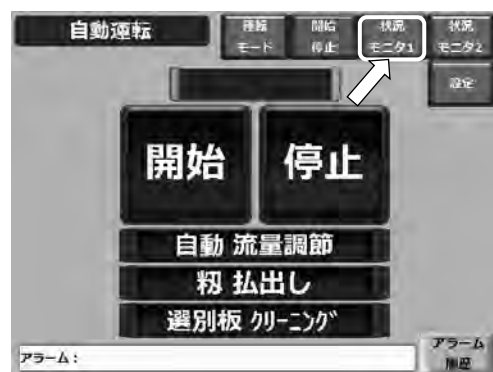 自動運転
種転 モード
開始 停止
状況 モニタ1
状況 モニタ2
設定
開始
停止
自動 流量調節
籾 払出し
選別板 クリーニング
アラーム：
アラーム 履歴